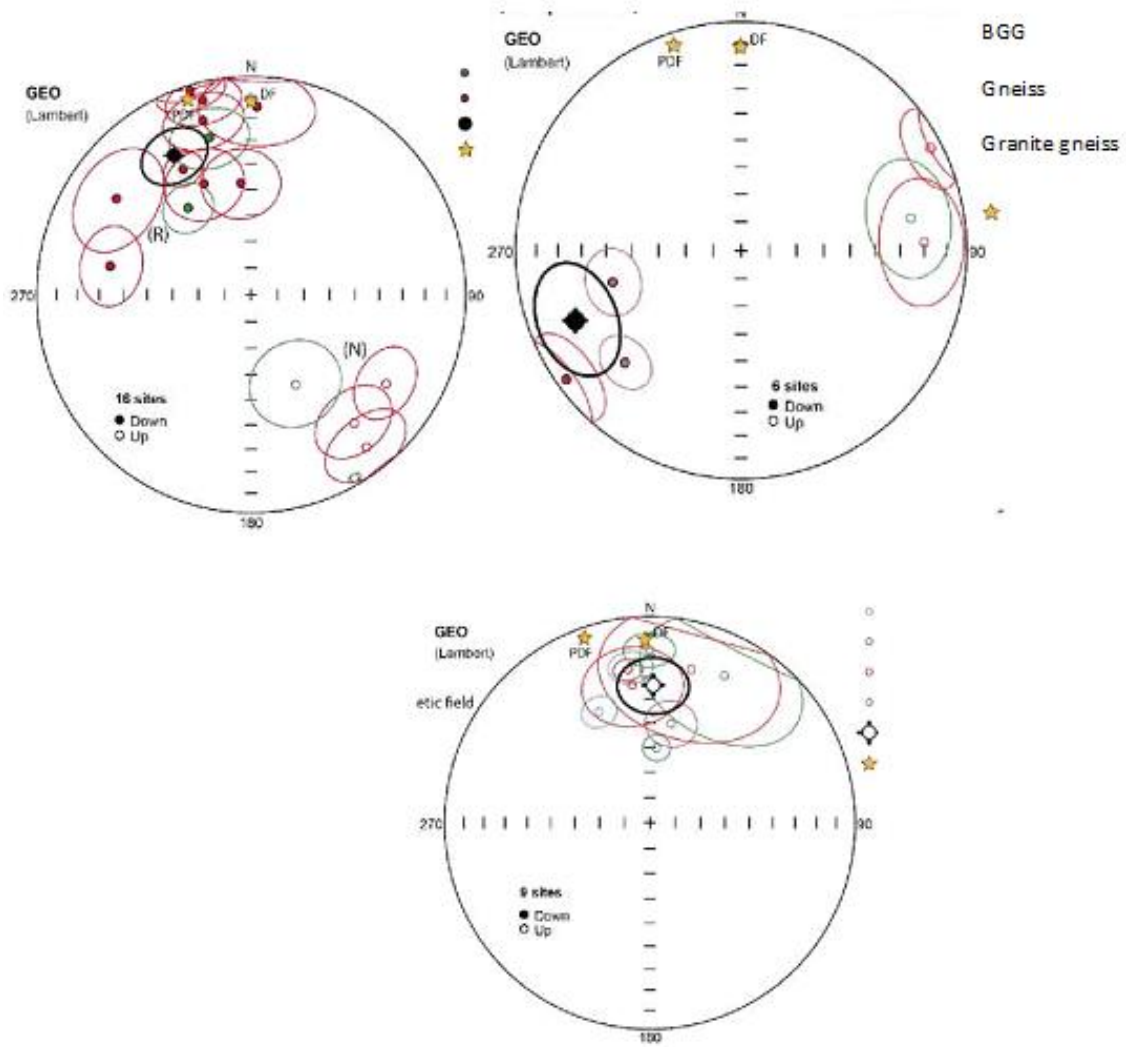 GEO
(Lambert)
N
DF
PDF
270
90
(R)
(N)
16 sites
Down
Up
180
GEO
(Lambert)
N
DF
PDF
270
90
6 sites
Down
Up
180
BGG
Gneiss
Granite gneiss
GEO
(Lambert)
N
DF
PDF
etic field
270
90
9 sites
Down
Up
180